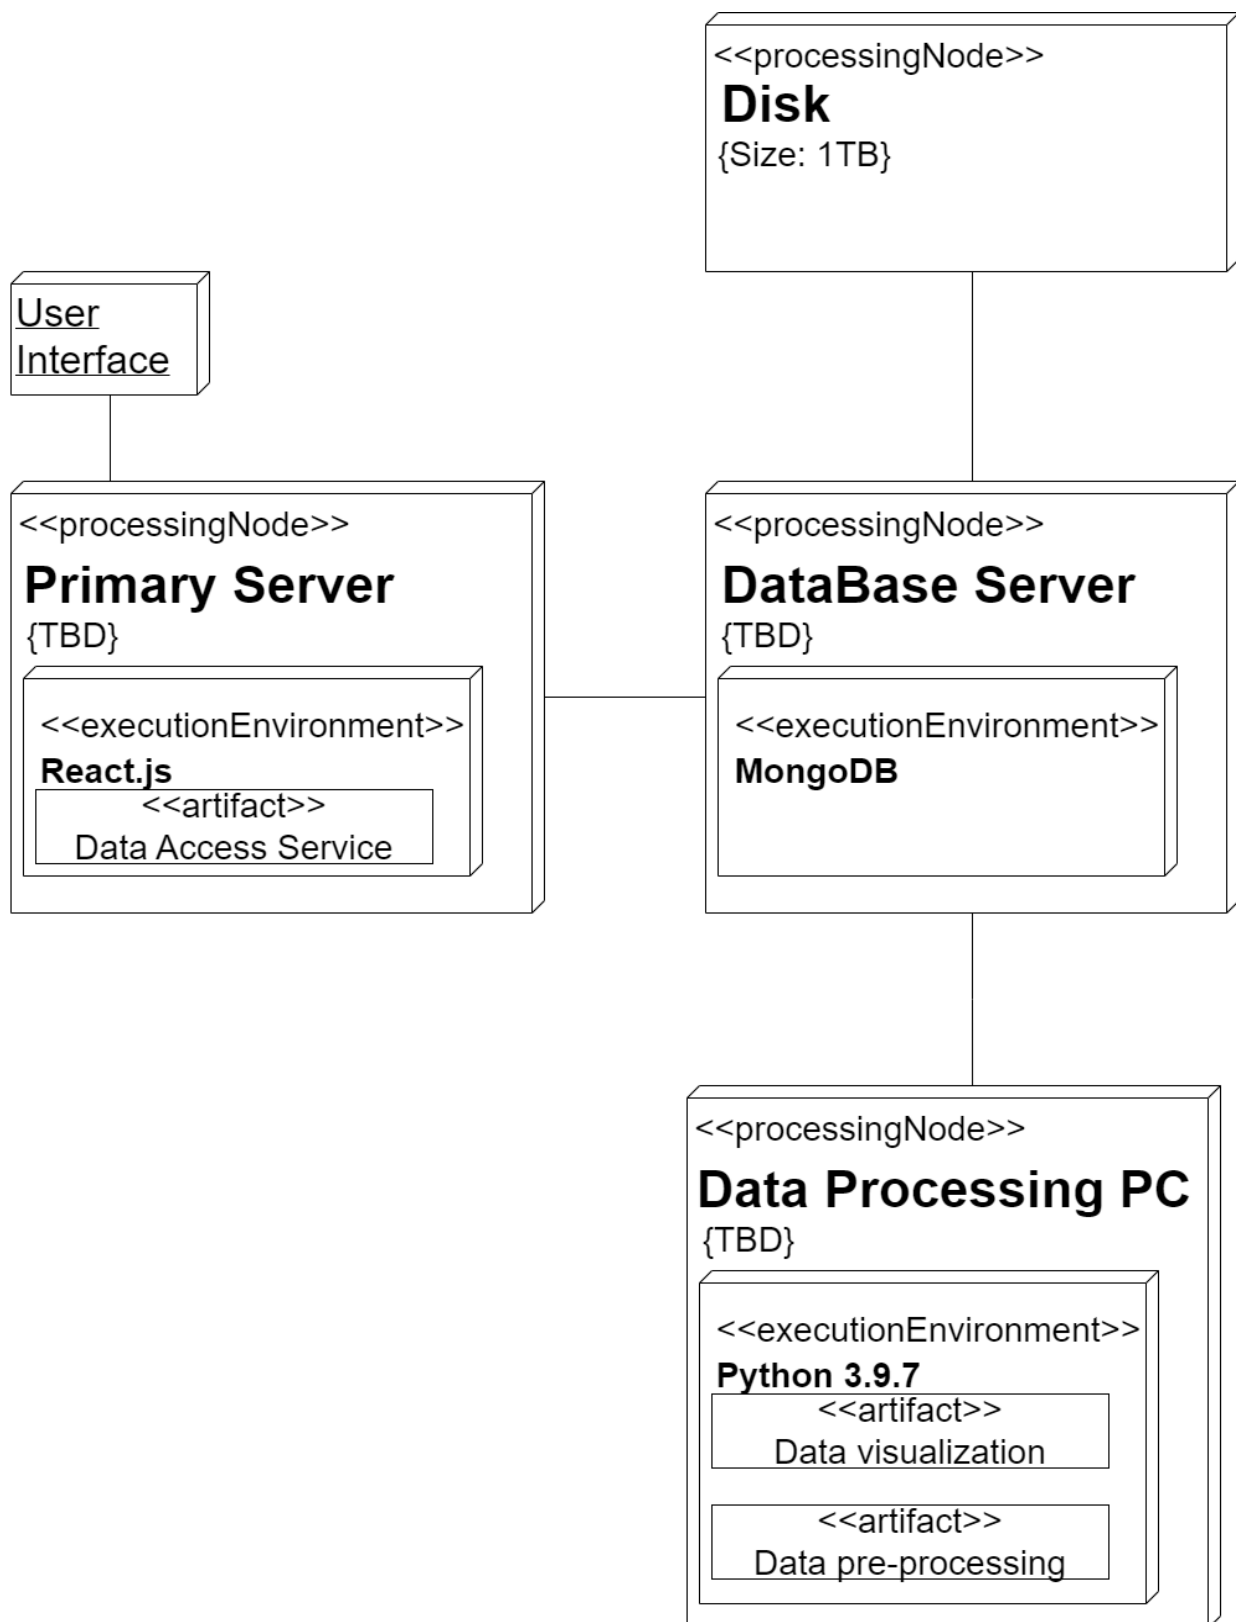 <<processingNode>>
Disk
{Size: 1TB}
User
Interface
<<processingNode>>
Primary Server
{TBD}
<<executionEnvironment>>
React.js
<<artifact>>
Data Access Service
<<processingNode>>
DataBase Server
{TBD}
<<executionEnvironment>>
MongoDB
<<processingNode>>
Data Processing PC
{TBD}
<<executionEnvironment>>
Python 3.9.7
<<artifact>>
Data visualization
<<artifact>>
Data pre-processing